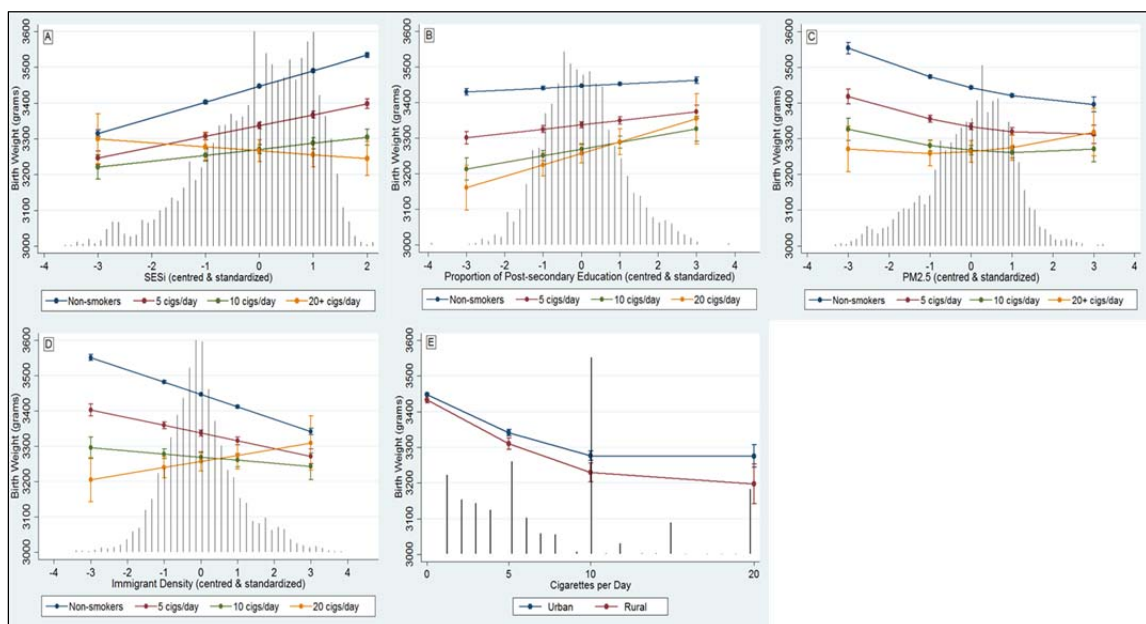 A
Birth Weight (grams)
3600
3500
3400
3300
3200
3100
3000
-4 -3 -1 0 1 2
SESi (centred & standardized)
Non-smokers 5 cigs/day 10 cigs/day 20+ cigs/day
B
Birth Weight (grams)
3600
3500
3400
3300
3200
3100
3000
-4 -3 -1 0 1 3 4
Proportion of Post-secondary Education (centred & standardized)
Non-smokers 5 cigs/day 10 cigs/day 20 cigs/day
C
Birth Weight (grams)
3600
3500
3400
3300
3200
3100
3000
-4 -3 -1 0 1 3 4
PM2.5 (centred & standardized)
Non-smokers 5 cigs/day 10 cigs/day 20+ cigs/day
D
Birth Weight (grams)
3600
3500
3400
3300
3200
3100
3000
-4 -3 -1 0 1 3 4
Immigrant Density (centred & standardized)
Non-smokers 5 cigs/day 10 cigs/day 20 cigs/day
E
Birth Weight (grams)
3600
3500
3400
3300
3200
3100
3000
0 5 10 20
Cigarettes per Day
Urban Rural